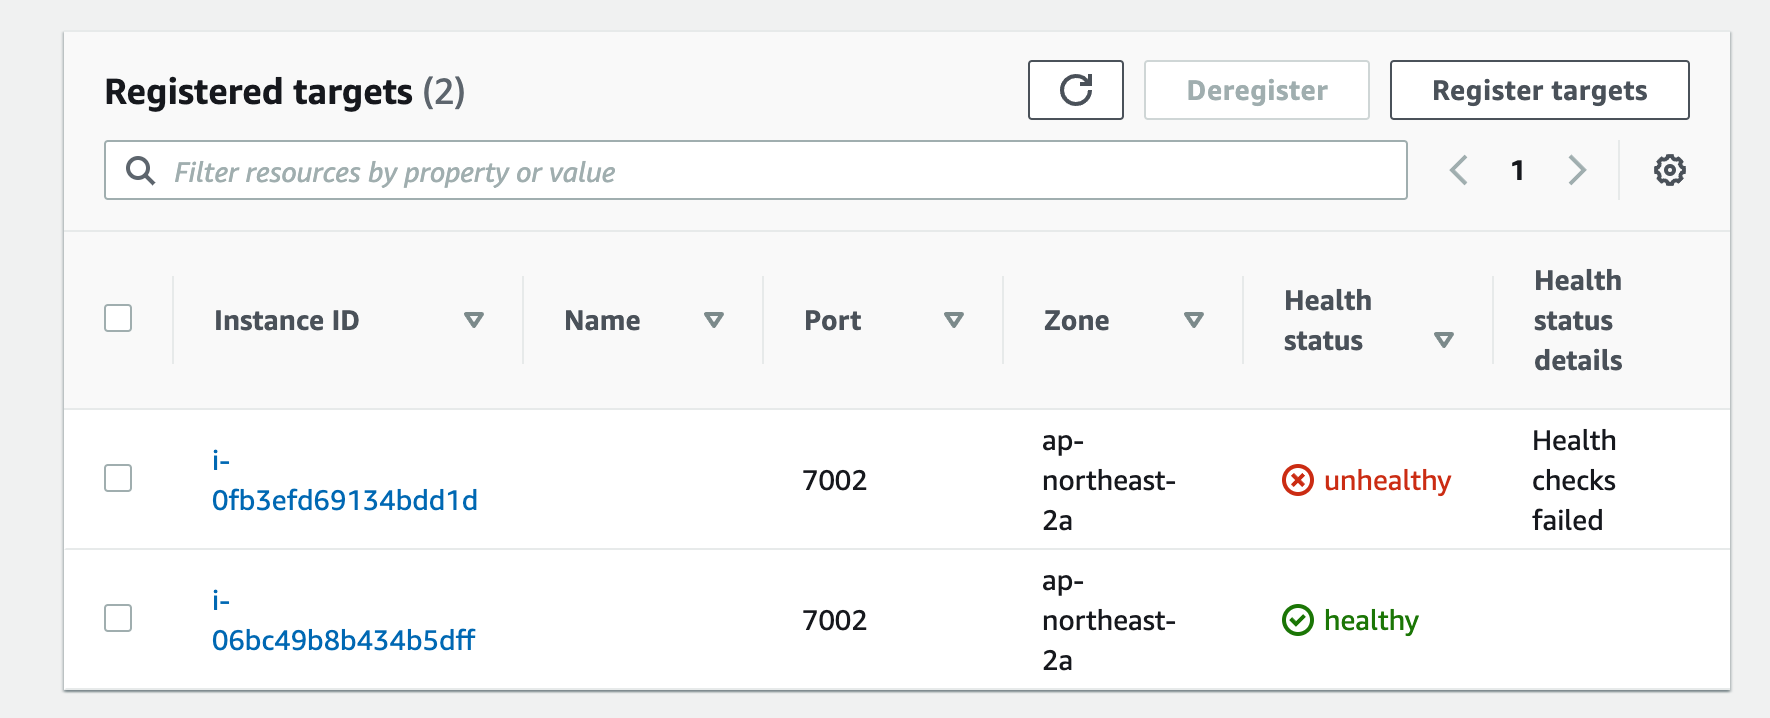 Registered targets (2)
Deregister
Register targets
Filter resources by property or value
1
Instance ID
Name
Port
Zone
Health
status
Health
status
details
i-
0fb3efd69134bdd1d
7002
ap-
northeast-
2a
unhealthy
Health
checks
failed
i-
06bc49b8b434b5dff
7002
ap-
northeast-
2a
healthy